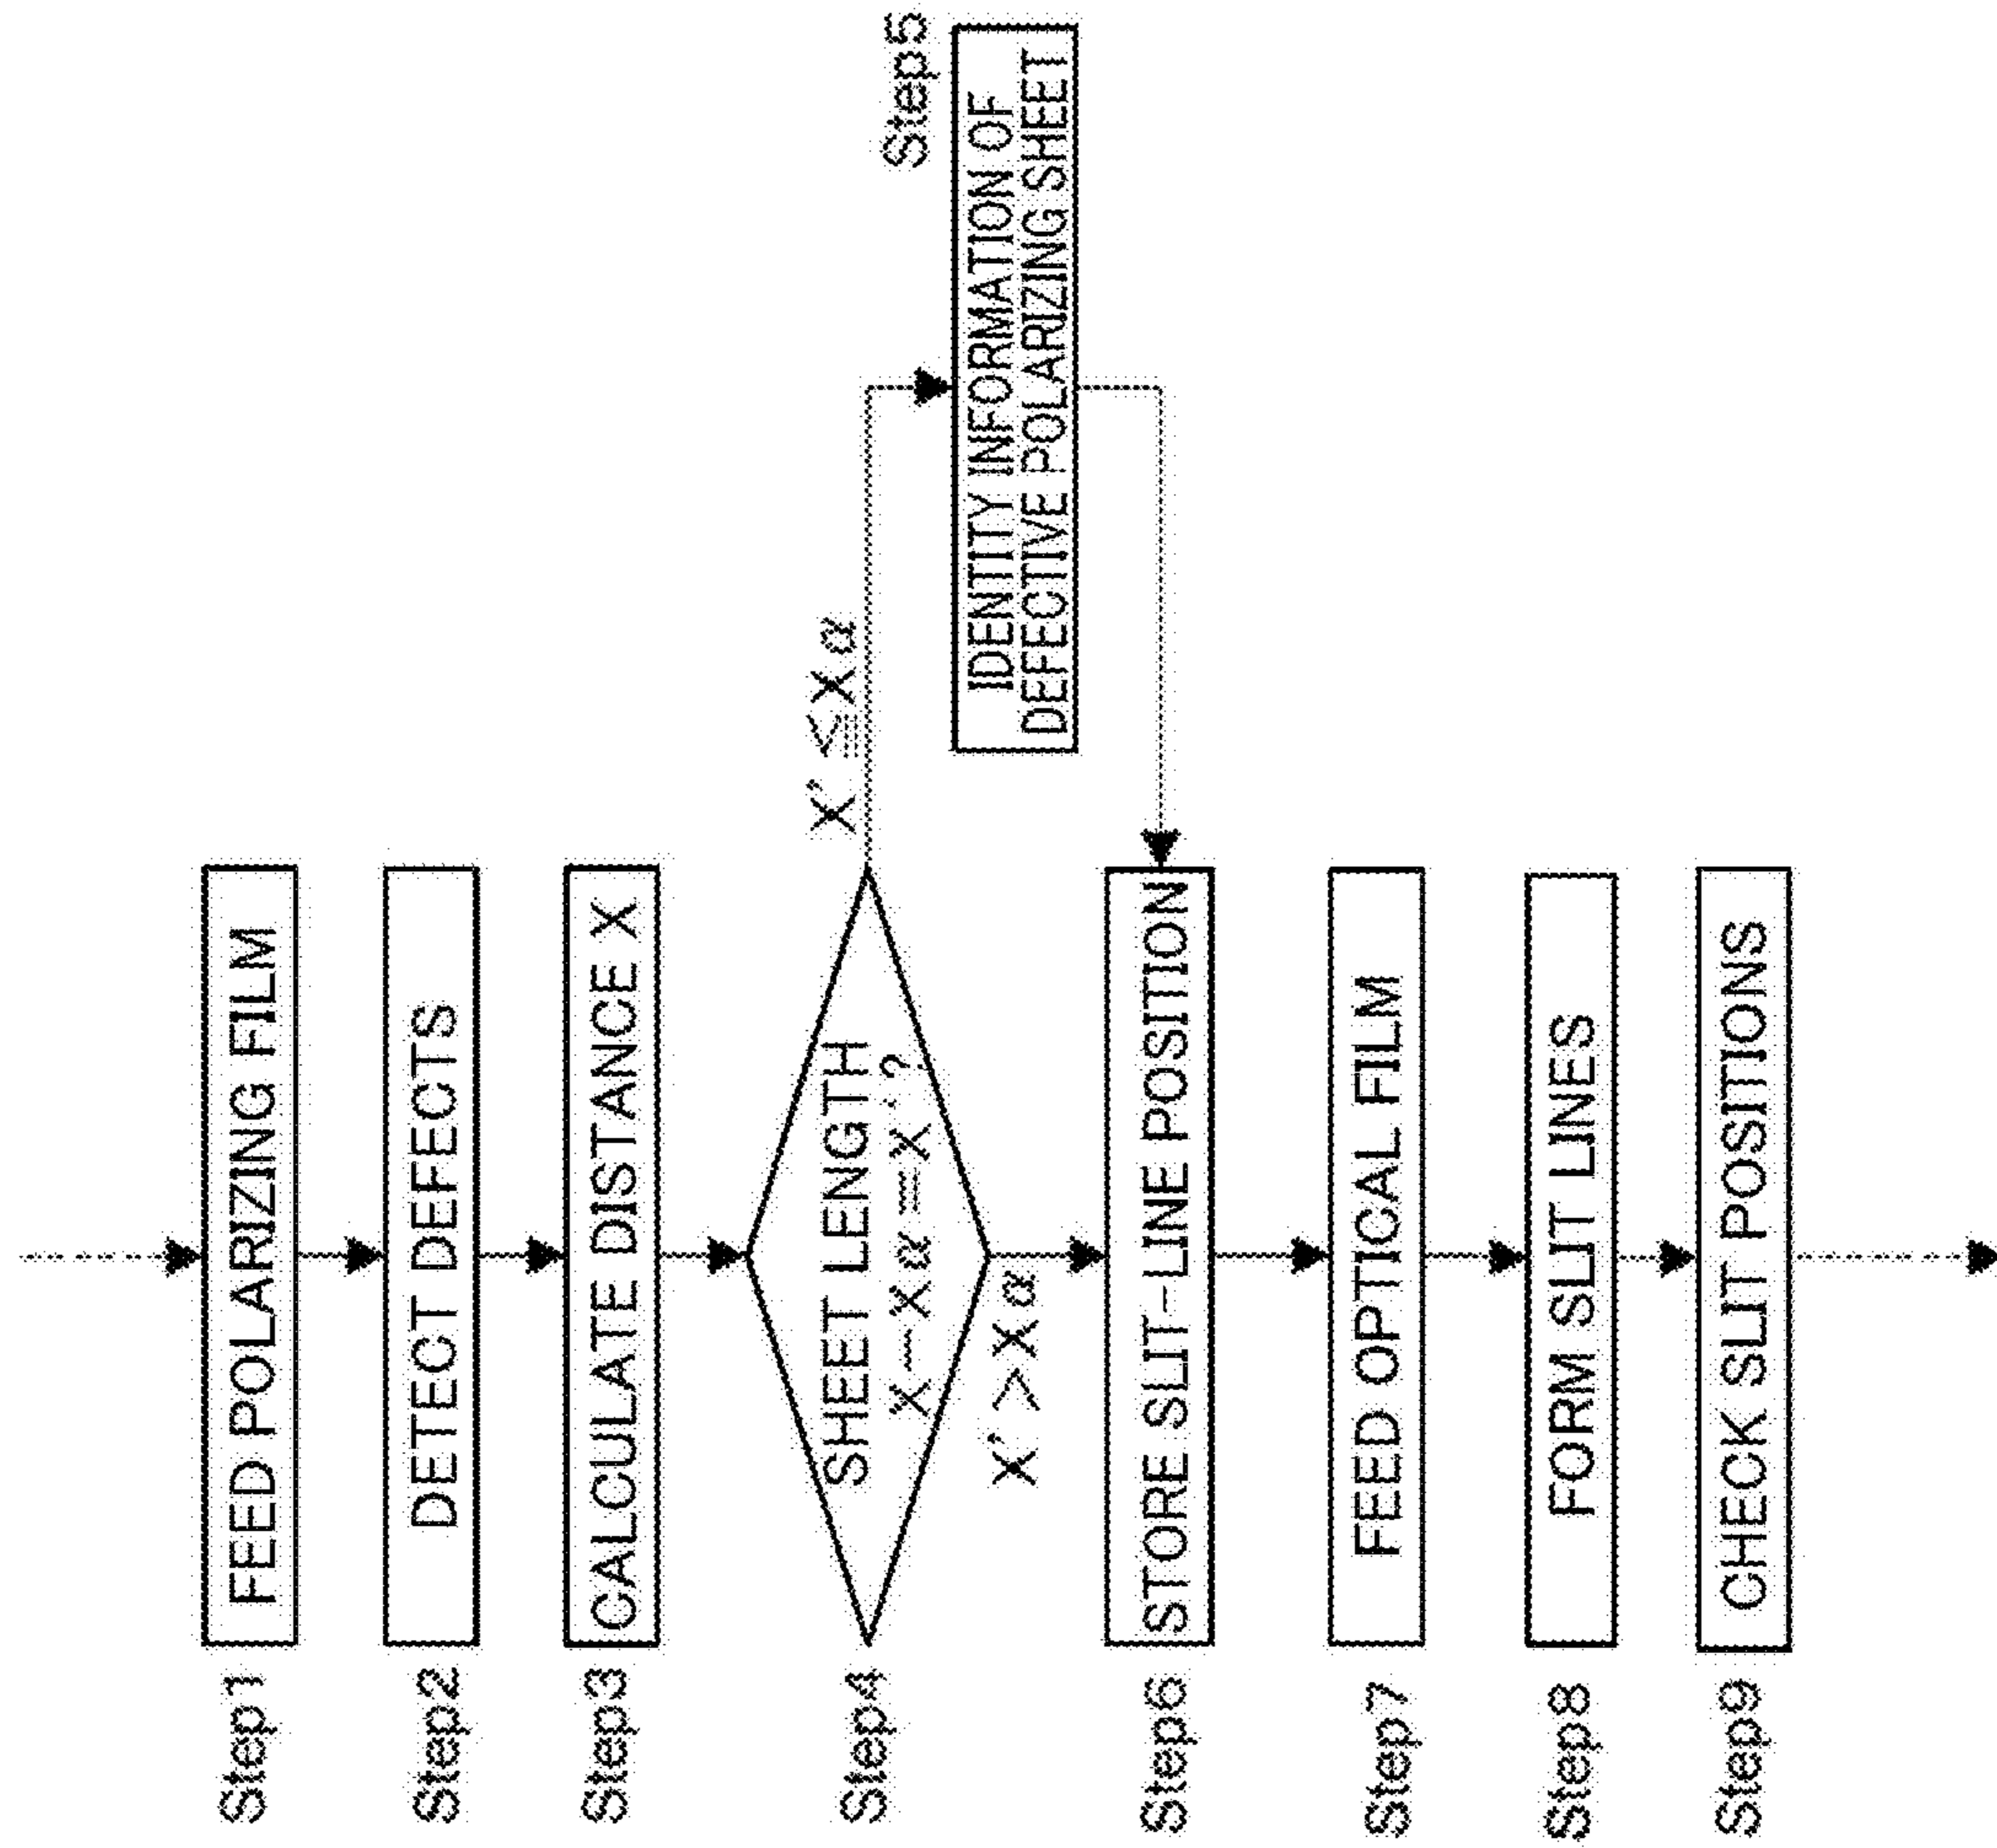 Step1
FEED POLARIZING FILM
Step2
DETECT DEFECTS
Step3
CALCULATE DISTANCE X
Step4
SHEET LENGTH
X−Xα=X'?
X'≦Xα
X'>Xα
Step5
IDENTITY INFORMATION OF
DEFECTIVE POLARIZING SHEET
Step6
STORE SLIT-LINE POSITION
Step7
FEED OPTICAL FILM
Step8
FORM SLIT LINES
Step9
CHECK SLIT POSITIONS